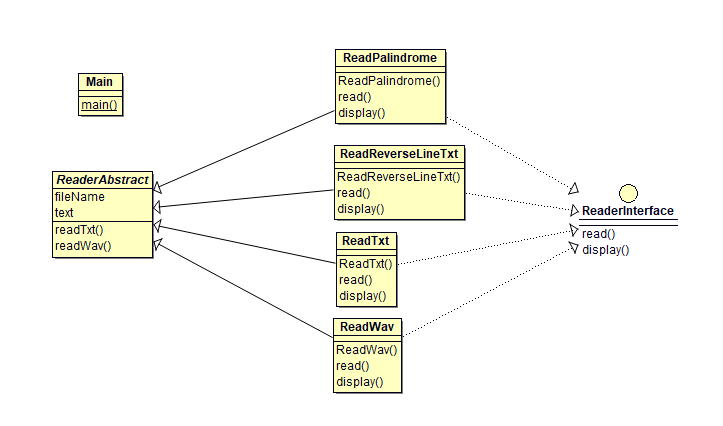 Main
main()
ReaderAbstract
fileName
text
readTxt()
readWav()
ReadPalindrome
ReadPalindrome()
read()
display()
ReadReverseLineTxt
ReadReverseLineTxt()
read()
display()
ReadTxt
ReadTxt()
read()
display()
ReadWav
ReadWav()
read()
display()
ReaderInterface
read()
display()